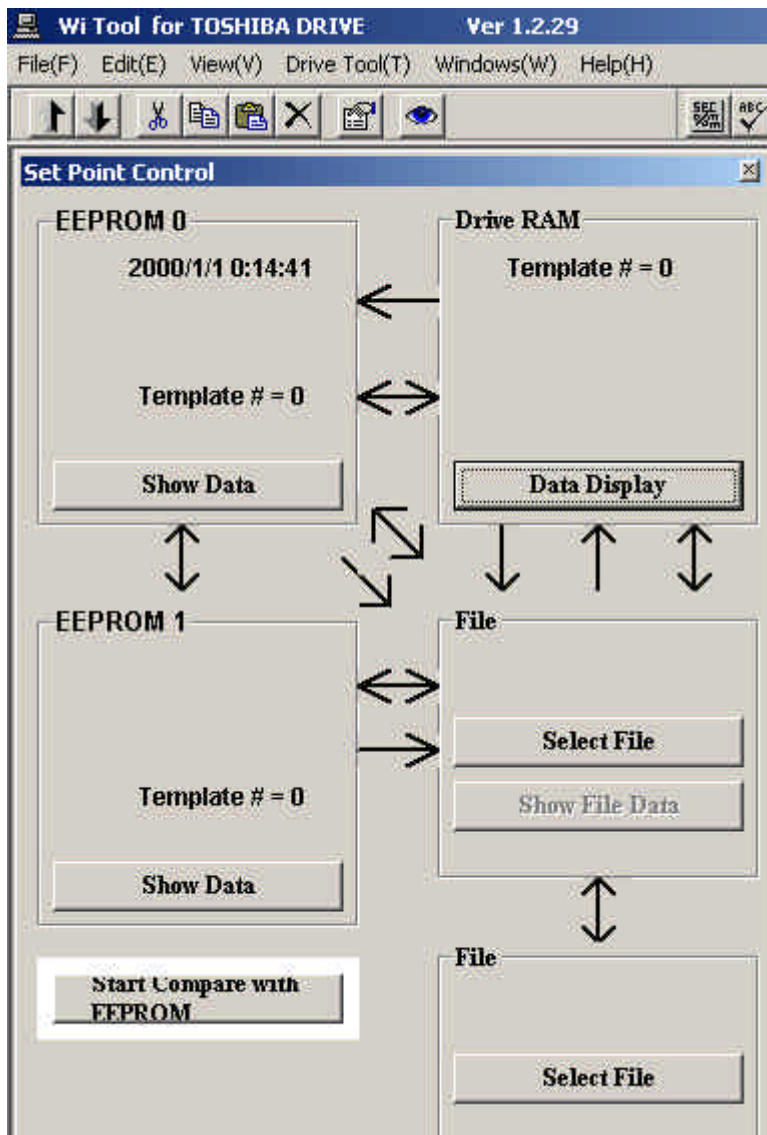 Wi Tool for TOSHIBA DRIVE Ver 1.2.29
File(F) Edit(E) View(V) Drive Tool(T) Windows(W) Help(H)
SEC
%m
ABC
Set Point Control
EEPROM 0
2000/1/1 0:14:41
Template # = 0
Show Data
Drive RAM
Template # = 0
Data Display
EEPROM 1
Template # = 0
Show Data
File
Select File
Show File Data
Start Compare with
EEPROM
File
Select File